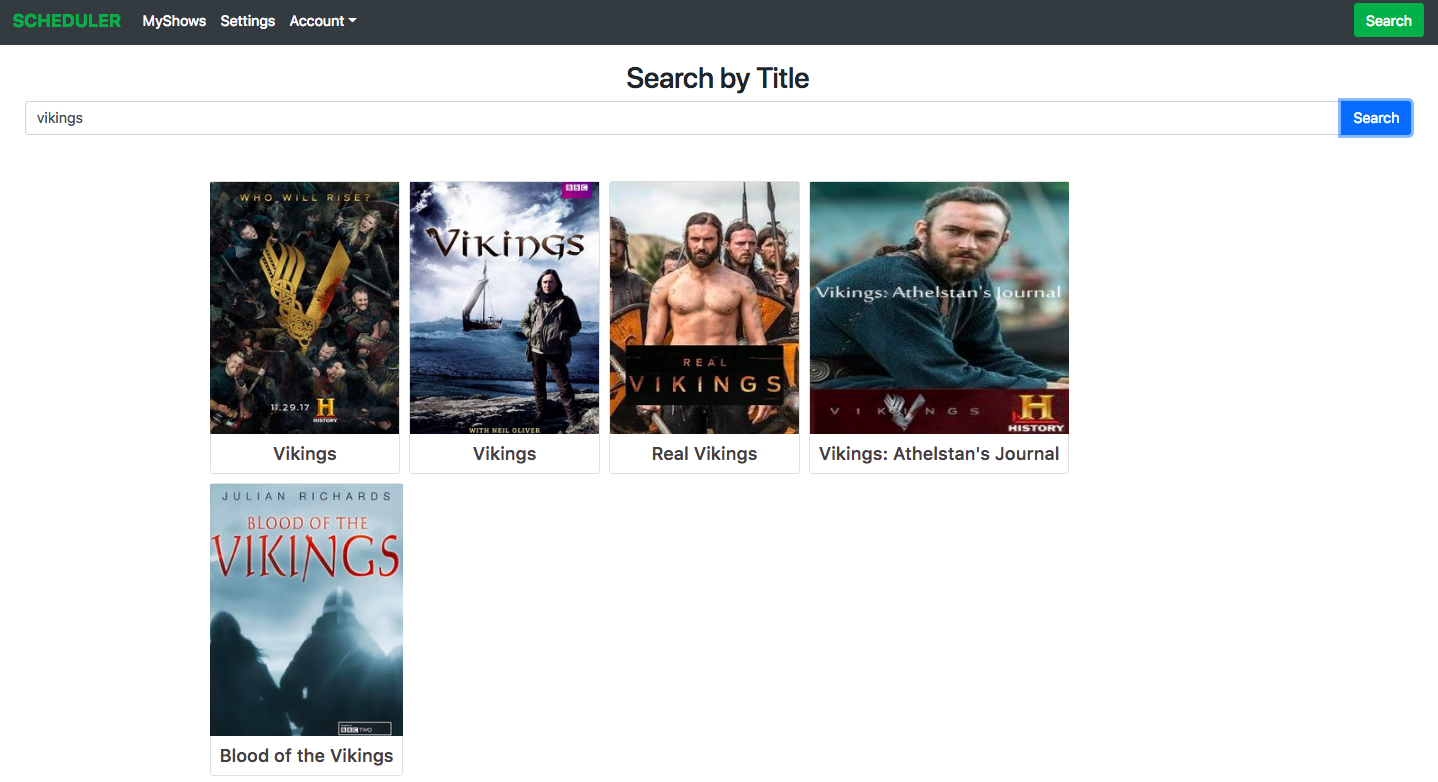 SCHEDULER MyShows Settings Account Search
Search by Title
vikings Search
WHO WILL RISE?
11.29.17 H
HISTORY
Vikings
BBC
VIKINGS
WITH NEIL OLIVER
Vikings
REAL
VIKINGS
Real Vikings
Vikings: Athelstan's Journal
VIKINGS H
HISTORY
Vikings: Athelstan's Journal
JULIAN RICHARDS
BLOOD OF THE
VIKINGS
BBC TWO
Blood of the Vikings